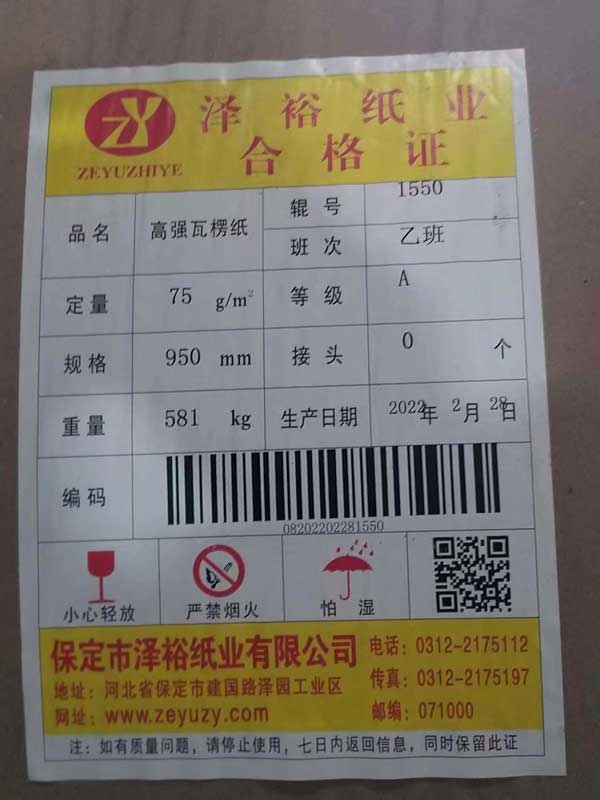 泽裕纸业
ZEYUZHIYE
合格证
品名 高强瓦楞纸 辊号 1550
班次 乙班
定量 75 g/m² 等级 A
规格 950 mm 接头 0 个
重量 581 kg 生产日期 2022年 2月 28日
编码
08202202281550
小心轻放 严禁烟火 怕 湿
保定市泽裕纸业有限公司 电话：0312-2175112
地址：河北省保定市建国路泽园工业区 传真：0312-2175197
网址：www.zeyuzy.com 邮编：071000
注：如有质量问题，请停止使用，七日内返回信息，同时保留此证